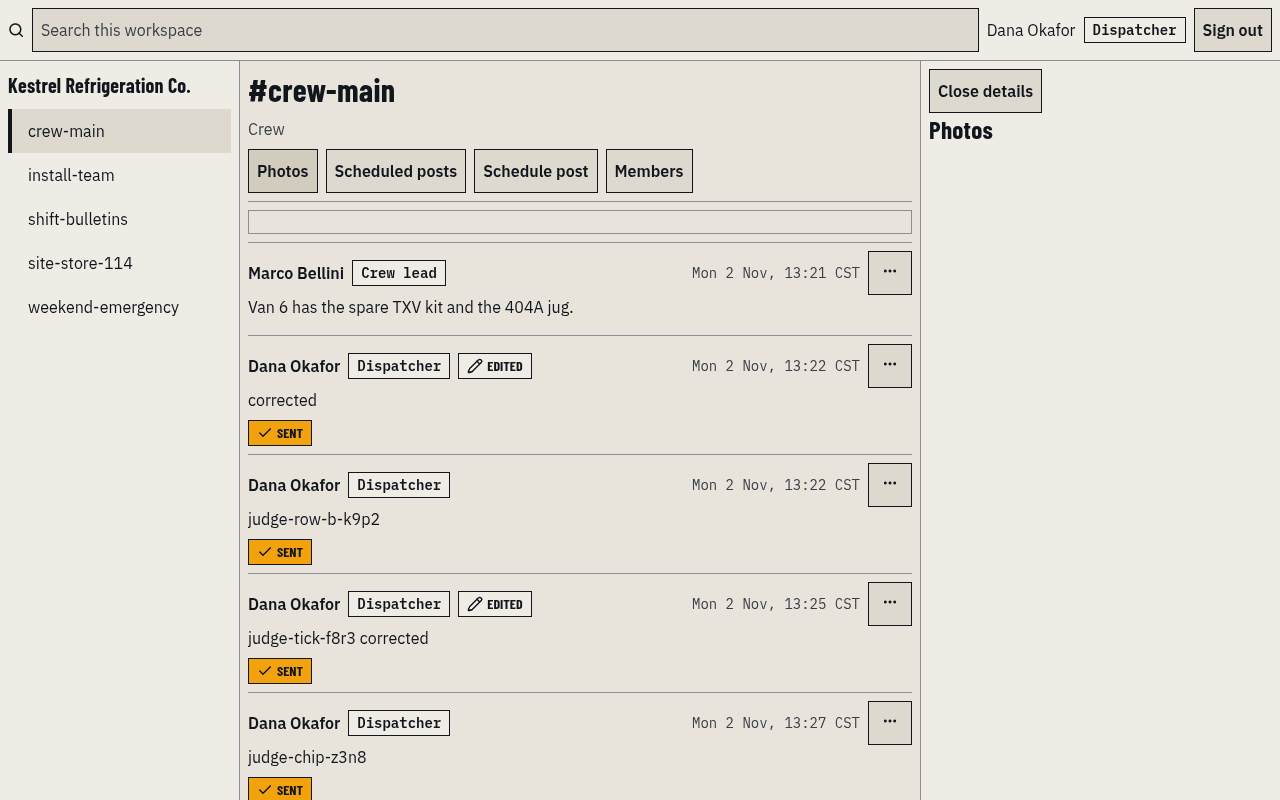 Search this workspace
Dana Okafor Dispatcher Sign out
Kestrel Refrigeration Co.
crew-main
install-team
shift-bulletins
site-store-114
weekend-emergency
#crew-main
Crew
Photos Scheduled posts Schedule post Members
Marco Bellini Crew lead Mon 2 Nov, 13:21 CST ...
Van 6 has the spare TXV kit and the 404A jug.
Dana Okafor Dispatcher EDITED Mon 2 Nov, 13:22 CST ...
corrected
SENT
Dana Okafor Dispatcher Mon 2 Nov, 13:22 CST ...
judge-row-b-k9p2
SENT
Dana Okafor Dispatcher EDITED Mon 2 Nov, 13:25 CST ...
judge-tick-f8r3 corrected
SENT
Dana Okafor Dispatcher Mon 2 Nov, 13:27 CST ...
judge-chip-z3n8
SENT
Close details
Photos